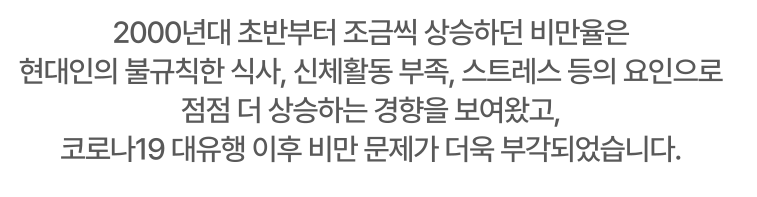 2000년대 초반부터 조금씩 상승하던 비만율은
현대인의 불규칙한 식사, 신체활동 부족, 스트레스 등의 요인으로
점점 더 상승하는 경향을 보여왔고,
코로나19 대유행 이후 비만 문제가 더욱 부각되었습니다.